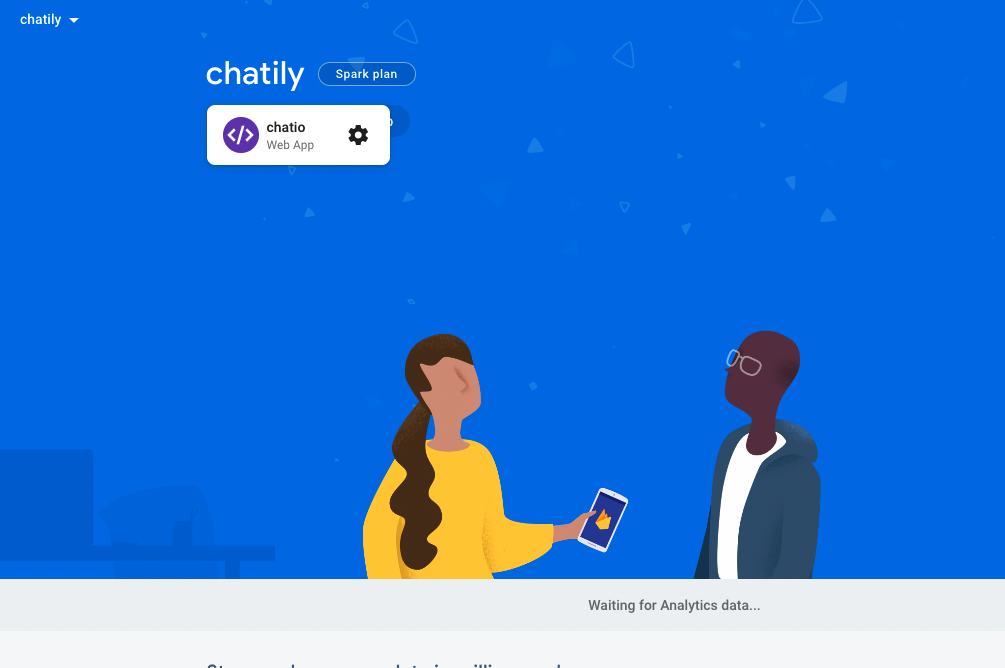 chatily
chatily
Spark plan
chatio
Web App
Waiting for Analytics data...